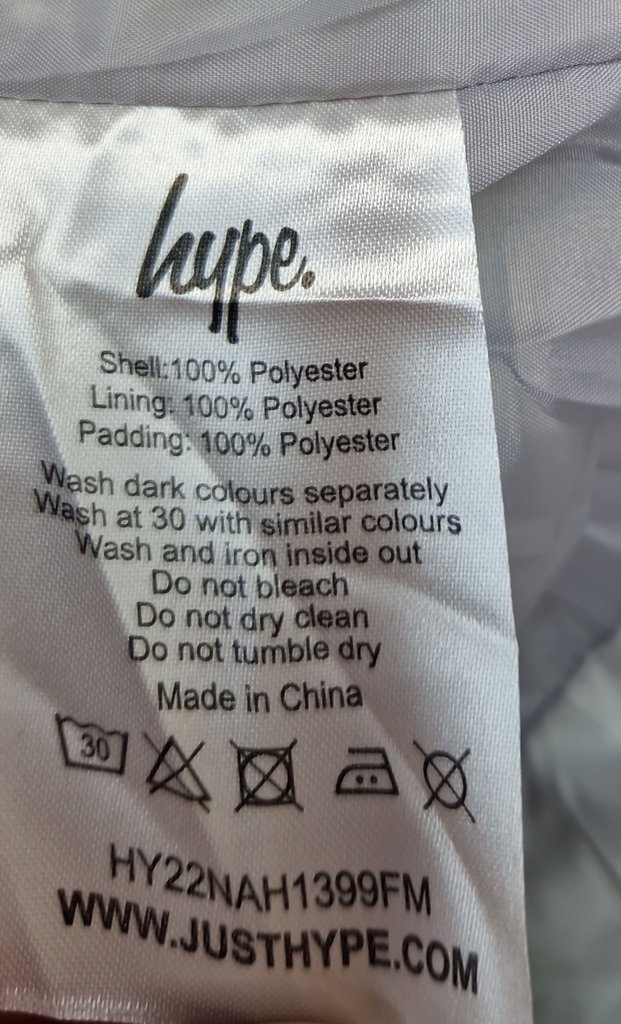 hype.
Shell:100% Polyester
Lining: 100% Polyester
Padding: 100% Polyester
Wash dark colours separately
Wash at 30 with similar colours
Wash and iron inside out
Do not bleach
Do not dry clean
Do not tumble dry
Made in China
30
HY22NAH1399FM
WWW.JUSTHYPE.COM